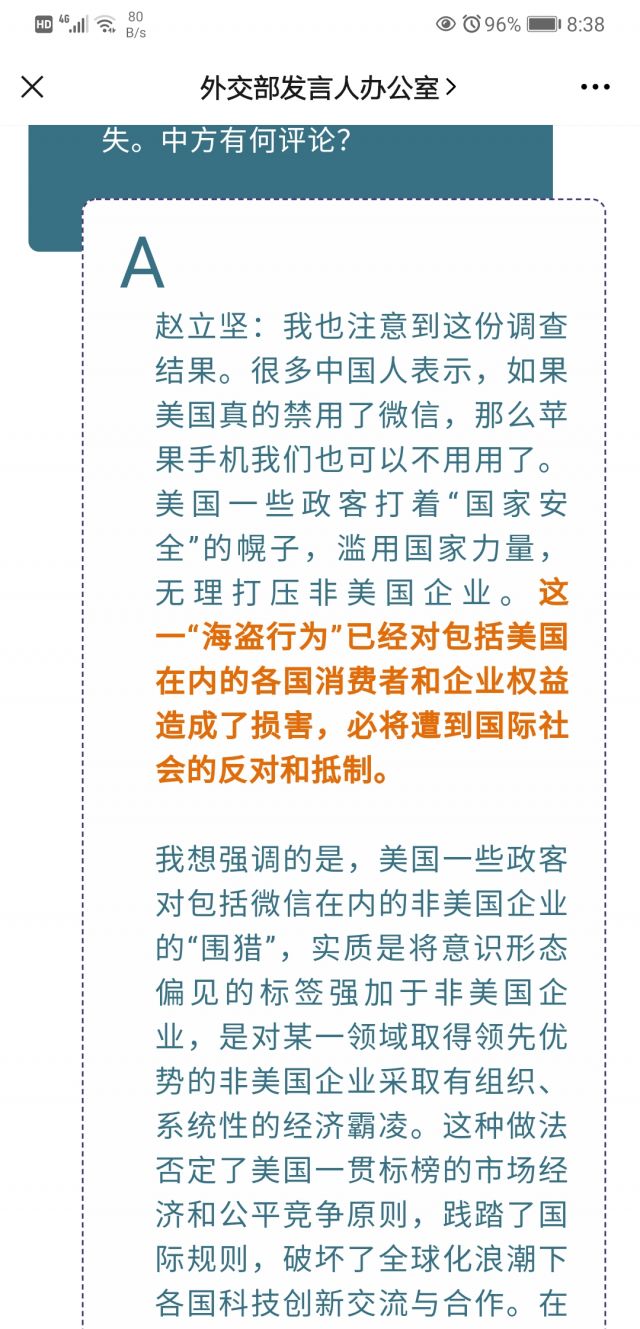 HD 4G 80 B/s 96% 8:38
外交部发言人办公室
失。中方有何评论？
A
赵立坚：我也注意到这份调查
结果。很多中国人表示，如果
美国真的禁用了微信，那么苹
果手机我们也可以不用用了。
美国一些政客打着“国家安
全”的幌子，滥用国家力量，
无理打压非美国企业。这
一“海盗行为”已经对包括美国
在内的各国消费者和企业权益
造成了损害，必将遭到国际社
会的反对和抵制。
我想强调的是，美国一些政客
对包括微信在内的非美国企业
的“围猎”，实质是将意识形态
偏见的标签强加于非美国企
业，是对某一领域取得领先优
势的非美国企业采取有组织、
系统性的经济霸凌。这种做法
否定了美国一贯标榜的市场经
济和公平竞争原则，践踏了国
际规则，破坏了全球化浪潮下
各国科技创新交流与合作。在